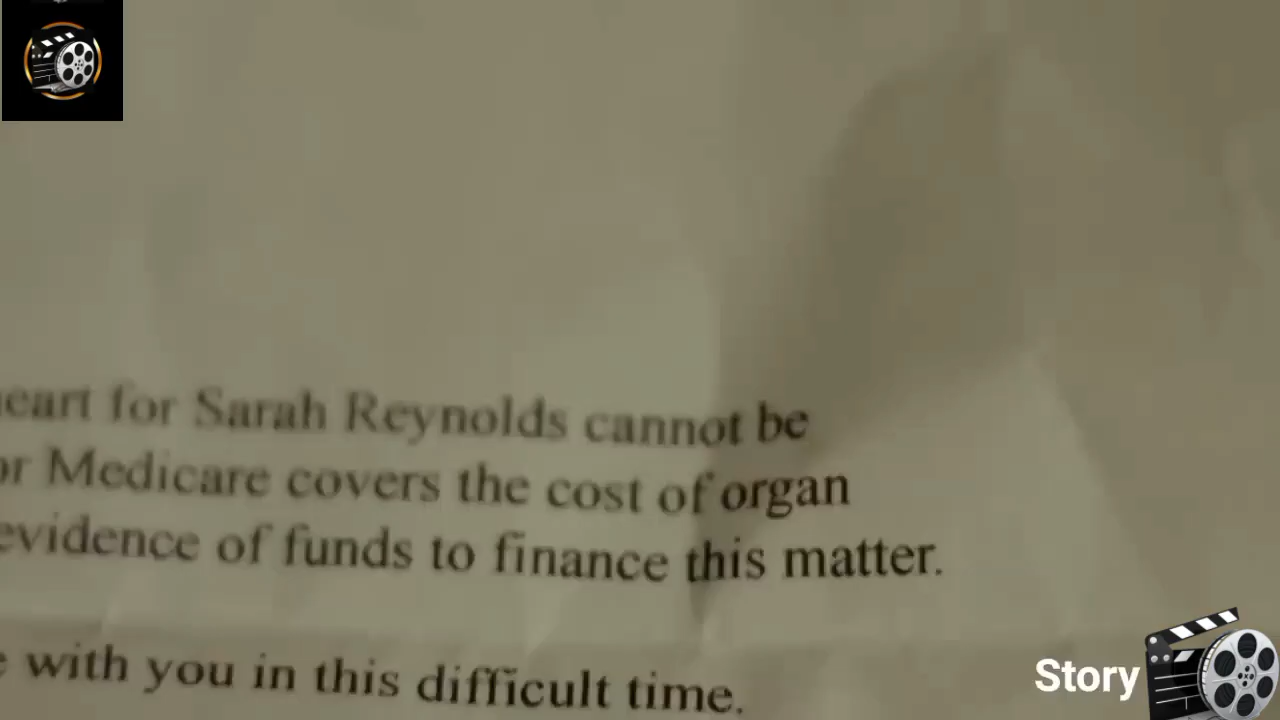 heart for Sarah Reynolds cannot be
or Medicare covers the cost of organ
evidence of funds to finance this matter.
with you in this difficult time.
Story